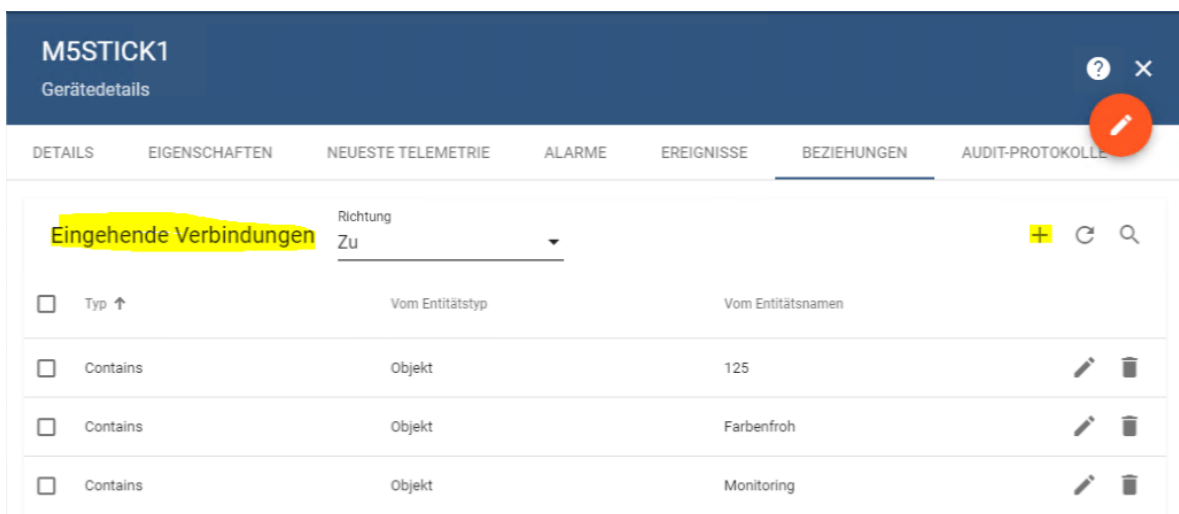 M5STICK1
Gerätedetails
DETAILS EIGENSCHAFTEN NEUESTE TELEMETRIE ALARME EREIGNISSE BEZIEHUNGEN AUDIT-PROTOKOLLE
Eingehende Verbindungen
Richtung
Zu
Typ Vom Entitätstyp Vom Entitätsnamen
Contains Objekt 125
Contains Objekt Farbenfroh
Contains Objekt Monitoring